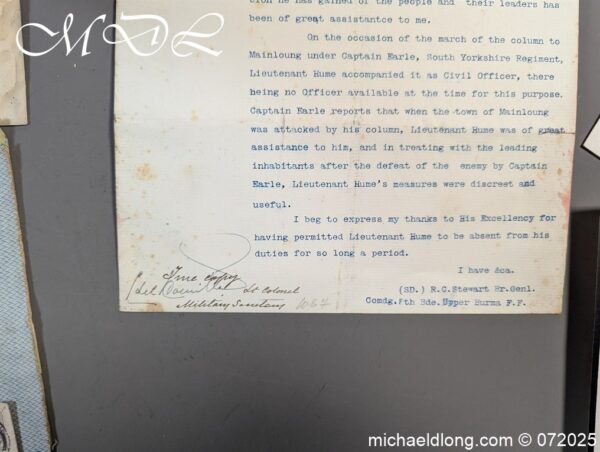 MDL
tion he has gained of the people and their leaders has
been of great assistantce to me.
On the occasion of the march of the column to
Mainloung under Captain Earle, South Yorkshire Regiment,
Lieutenant Hume accompanied it as Civil Officer, there
being no Officer available at the time for this purpose.
Captain Earle reports that when the town of Mainloung
was attacked by his column, Lieutenant Hume was of great
assistance to him, and in treating with the leading
inhabitants after the defeat of the enemy by Captain
Earle, Lieutenant Hume's measures were discreet and
useful.
I beg to express my thanks to His Excellency for
having permitted Lieutenant Hume to be absent from his
duties for so long a period.
I have &ca.
(SD.) R.C.Stewart Br.Genl.
Comdg. Bde. Upper Burma F.F.
True copy
Lt Colonel
Military Secretary
michaeldlong.com © 072025